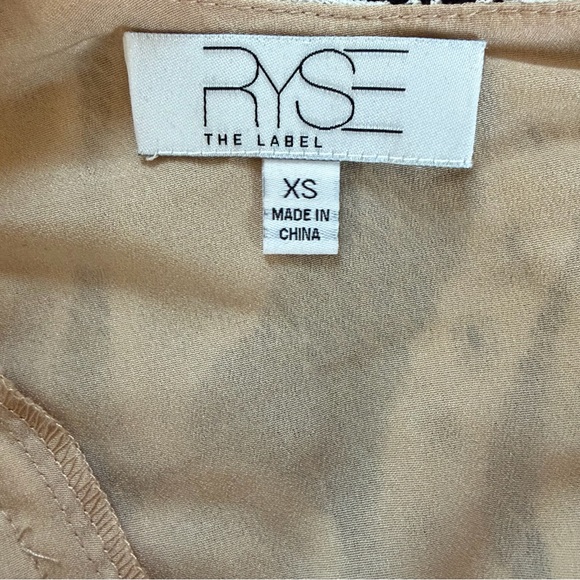 RYSE
THE LABEL
XS
MADE IN
CHINA